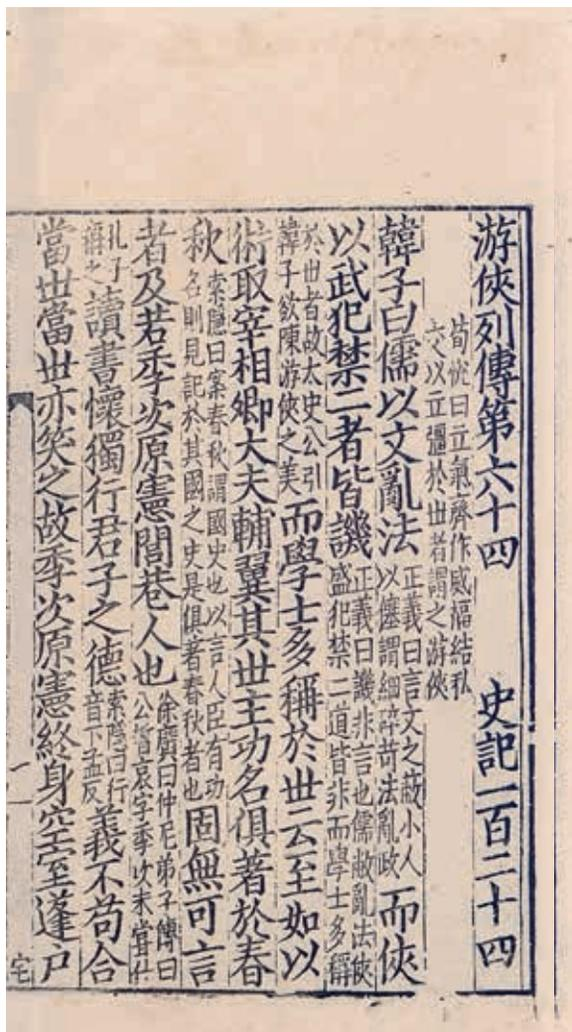 游俠列傳第六十四 史記一百二十四
荀悅曰立氣齊作威福結私
交以立彊於世者謂之游俠
韓子曰儒以文亂法 正義曰言文之蔽小人以僿謂細碎苛法亂政 而俠
以武犯禁二者皆譏 正義曰譏非言也儒敝亂法俠盛犯禁二道皆非而學士多稱
於世者故太史公引韓子欲陳游俠之美 而學士多稱於世云至如以
術取宰相卿大夫輔翼其世主功名俱著於春
秋 索隱曰案春秋謂國史也以言人臣有功名則見記於其國之史是俱著春秋者也 固無可言
者及若季次原憲閭巷人也 徐廣曰仲尼弟子傳曰公晳哀字季次未嘗仕
孔子稱之 讀書懷獨行君子之德 索隱曰行音下孟反 義不苟合
當世當世亦笑之故季次原憲終身空室蓬戶
宅